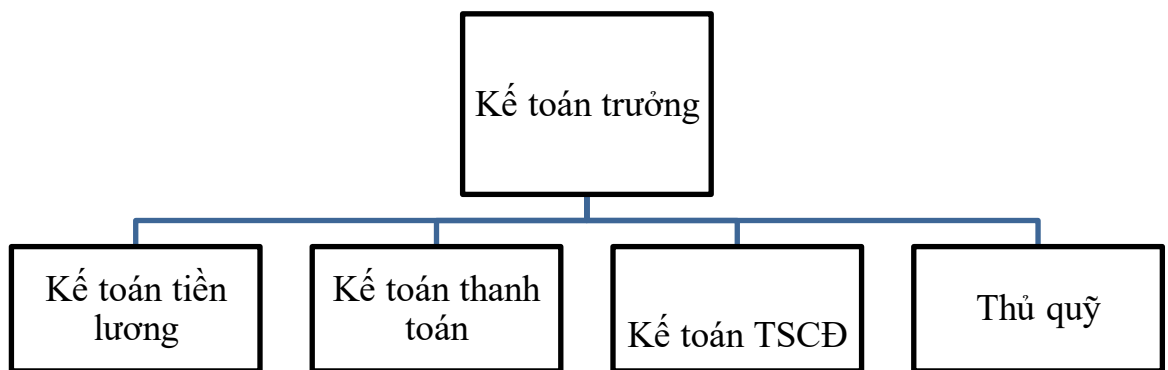 Kế toán trưởng
Kế toán tiền
lương
Kế toán thanh
toán
Kế toán TSCĐ
Thủ quỹ